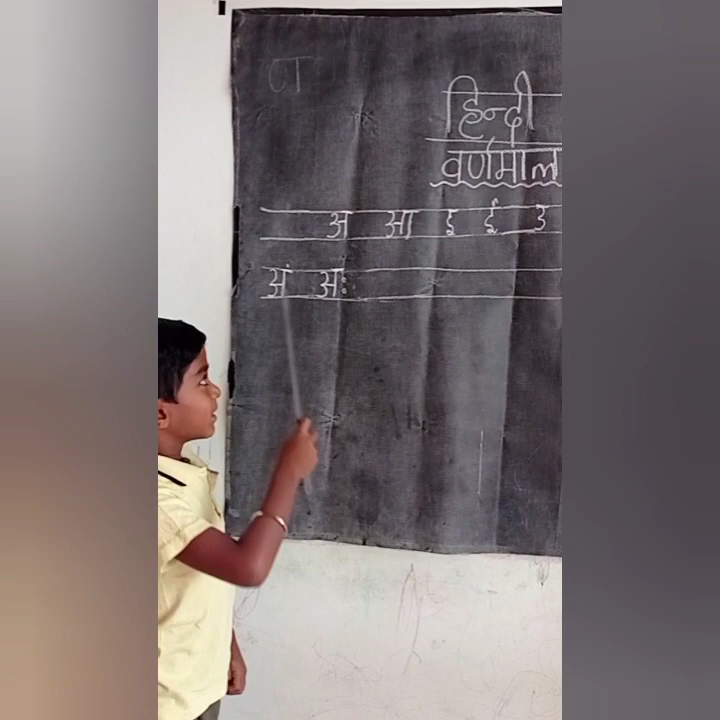 हिन्दी
वर्णमाल
अ आ इ ई उ
अं अः